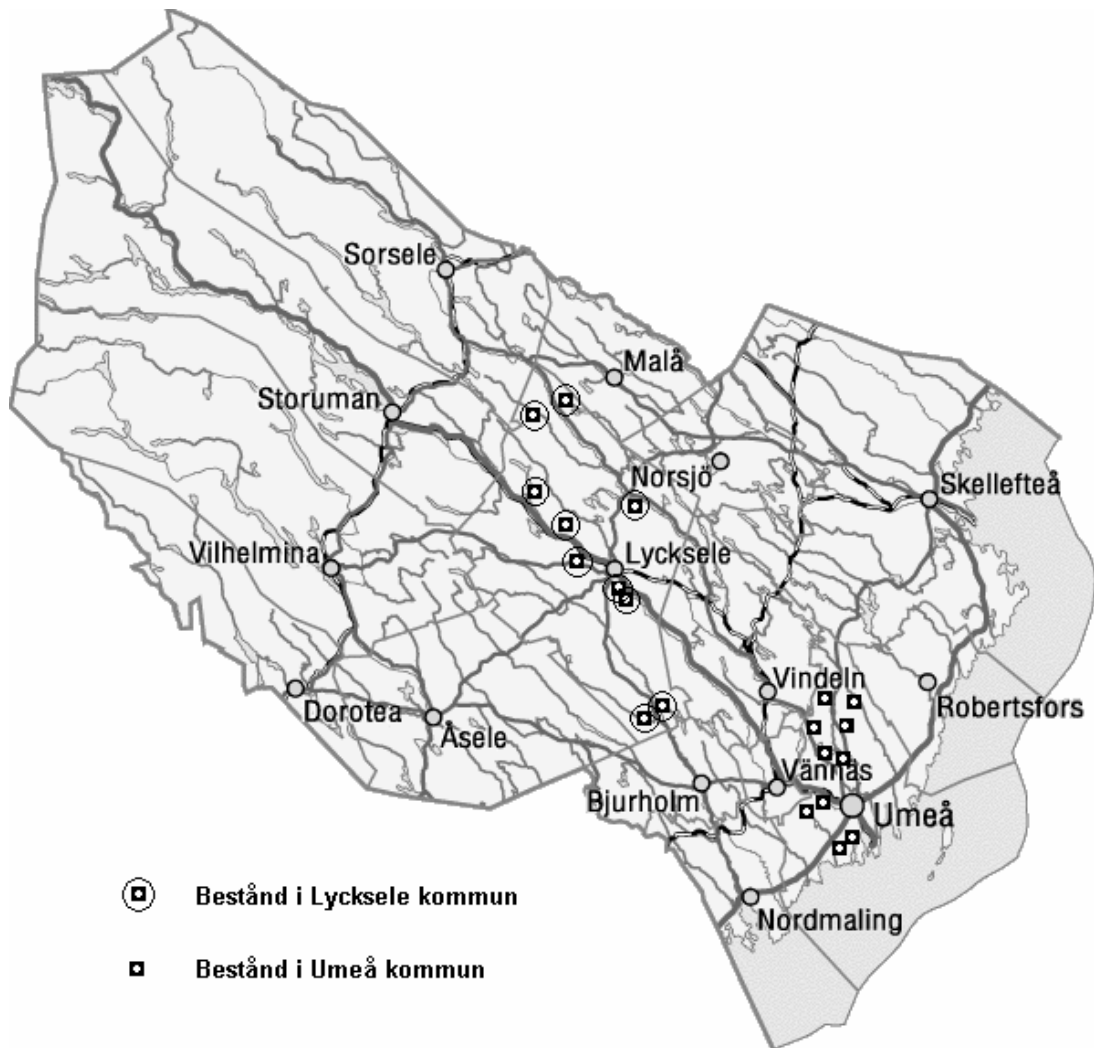 Sorsele
Malå
Storuman
Norsjö
Skellefteå
Vilhelmina
Lycksele
Vindeln
Dorotea
Robertsfors
Åsele
Vännäs
Bjurholm
Umeå
Bestånd i Lycksele kommun
Nordmaling
Bestånd i Umeå kommun